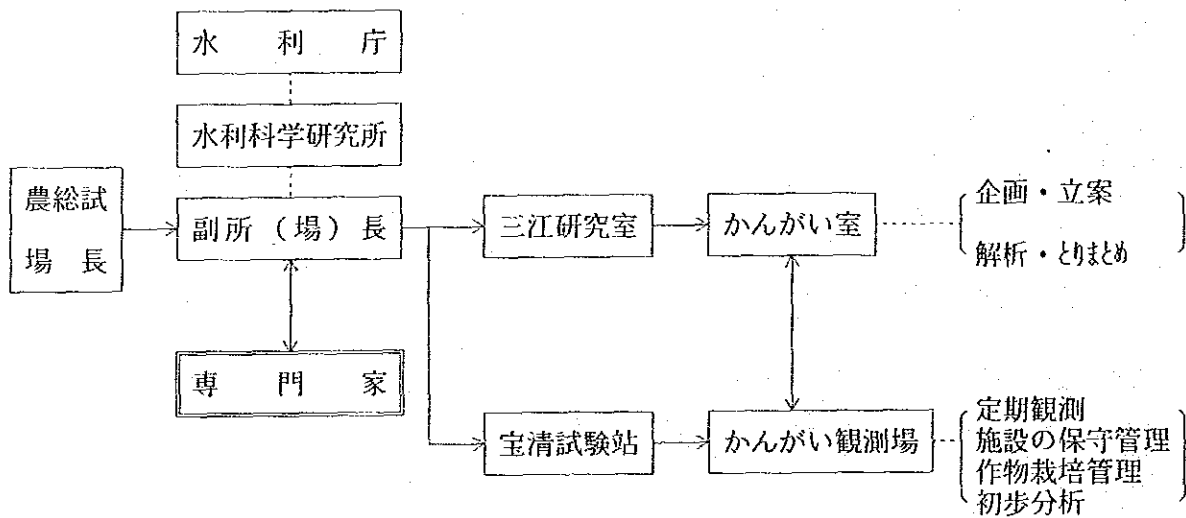 水利庁
水利科学研究所
農総試
場長
副所（場）長
三江研究室
かんがい室
企画・立案
解析・とりまとめ
専門家
宝清試験站
かんがい観測場
定期観測
施設の保守管理
作物栽培管理
初歩分析